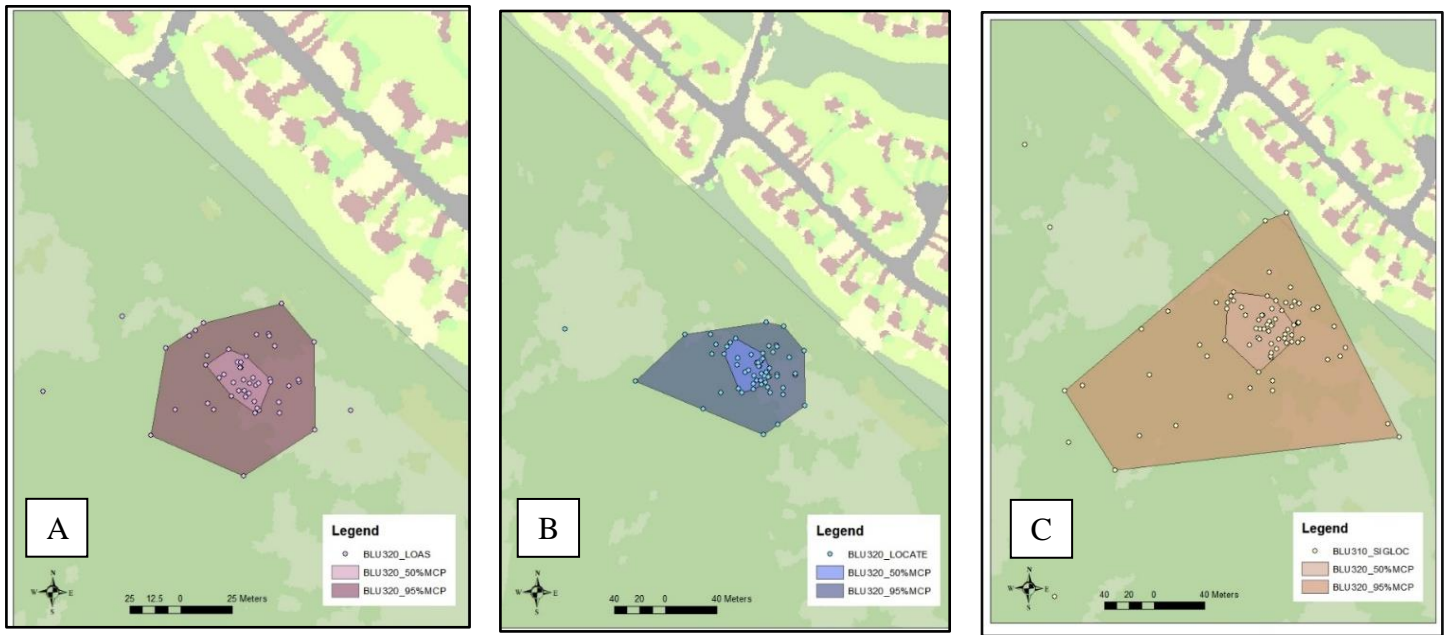 A
N
W E
S
25 12.5 0 25 Meters
Legend
BLU320_LOAS
BLU320_50%MCP
BLU320_95%MCP
B
N
W E
S
40 20 0 40 Meters
Legend
BLU320_LOCATE
BLU320_50%MCP
BLU320_95%MCP
C
N
W E
S
40 20 0 40 Meters
Legend
BLU310_SIGLOC
BLU320_50%MCP
BLU320_95%MCP